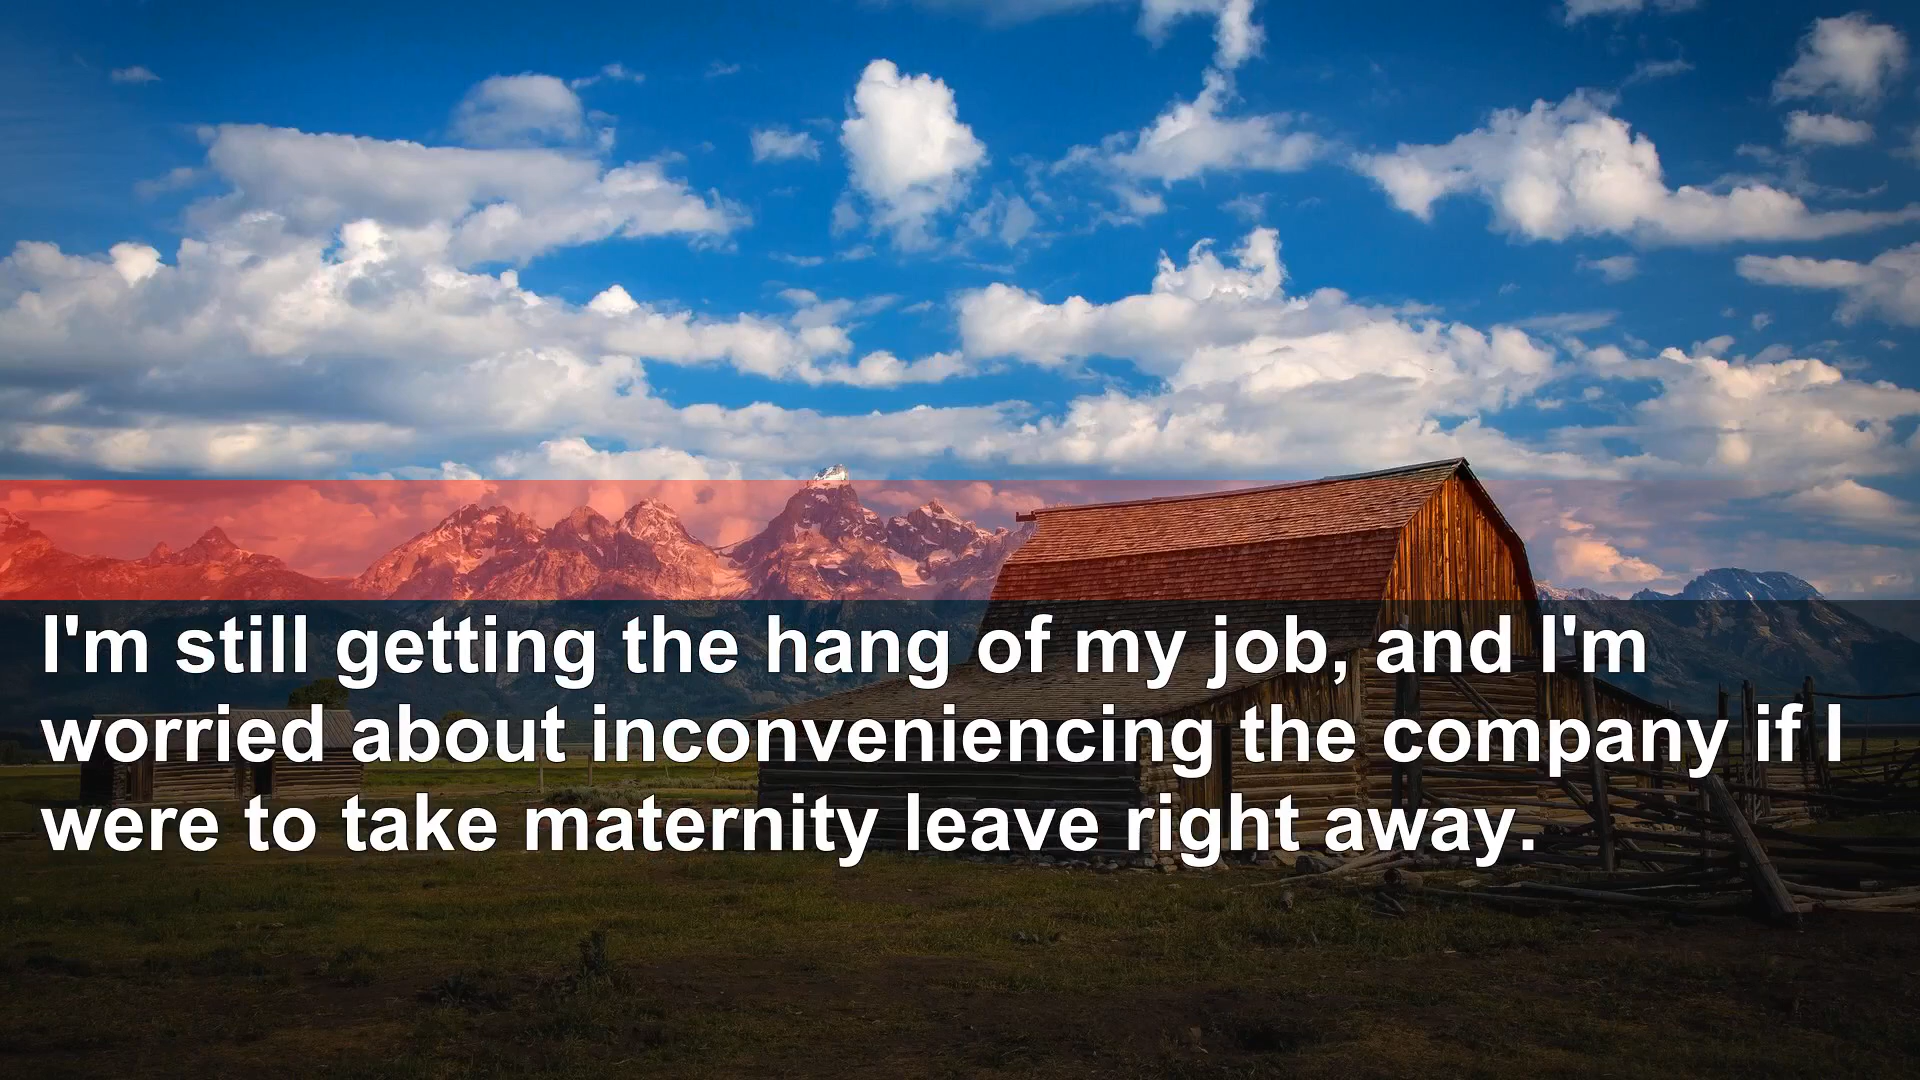 I'm still getting the hang of my job, and I'm
worried about inconveniencing the company if I
were to take maternity leave right away.